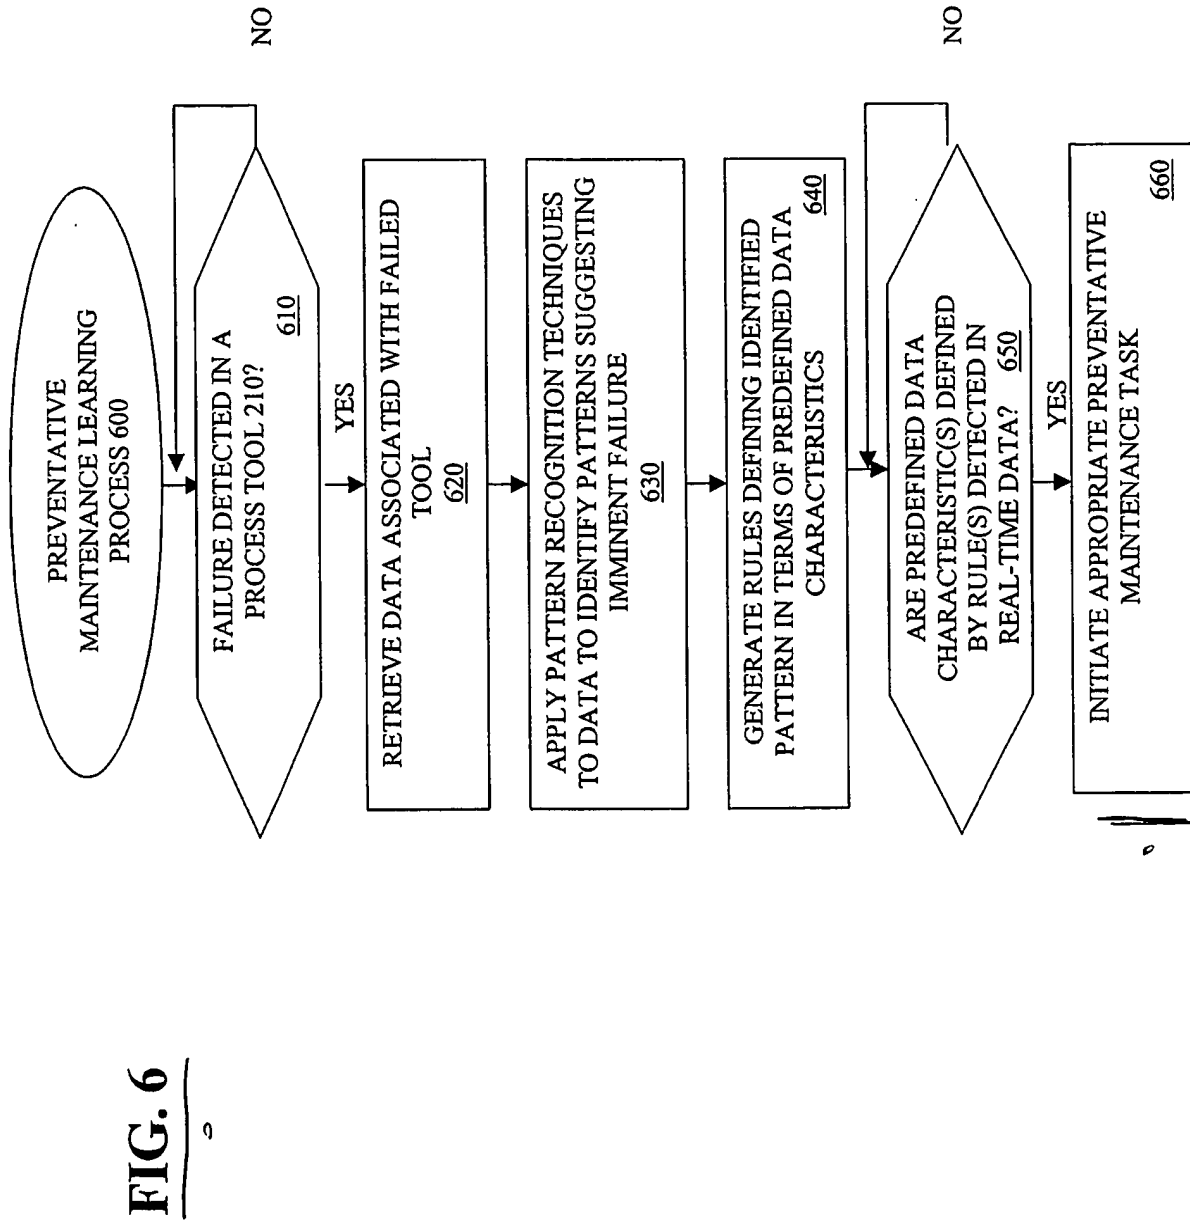 PREVENTATIVE
MAINTENANCE LEARNING
PROCESS 600
FAILURE DETECTED IN A
PROCESS TOOL 210?
610
NO
YES
RETRIEVE DATA ASSOCIATED WITH FAILED
TOOL
620
APPLY PATTERN RECOGNITION TECHNIQUES
TO DATA TO IDENTIFY PATTERNS SUGGESTING
IMMINENT FAILURE
630
GENERATE RULES DEFINING IDENTIFIED
PATTERN IN TERMS OF PREDEFINED DATA
CHARACTERISTICS
640
ARE PREDEFINED DATA
CHARACTERISTIC(S) DEFINED
BY RULE(S) DETECTED IN
REAL-TIME DATA? 650
NO
YES
INITIATE APPROPRIATE PREVENTATIVE
MAINTENANCE TASK
660
FIG. 6